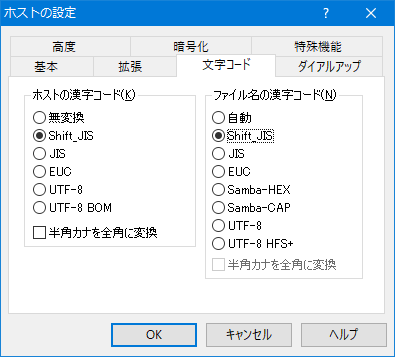 ホストの設定
高度
暗号化
特殊機能
基本
拡張
文字コード
ダイアルアップ
ホストの漢字コード(K)
無変換
Shift_JIS
JIS
EUC
UTF-8
UTF-8 BOM
半角カナを全角に変換
ファイル名の漢字コード(N)
自動
Shift_JIS
JIS
EUC
Samba-HEX
Samba-CAP
UTF-8
UTF-8 HFS+
半角カナを全角に変換
OK
キャンセル
ヘルプ